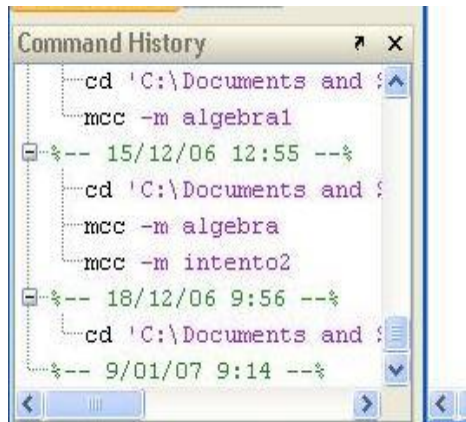 Command History
cd 'C:\Documents and
mcc -m algebra1
%-- 15/12/06 12:55 --%
cd 'C:\Documents and
mcc -m algebra
mcc -m intento2
%-- 18/12/06 9:56 --%
cd 'C:\Documents and
%-- 9/01/07 9:14 --%